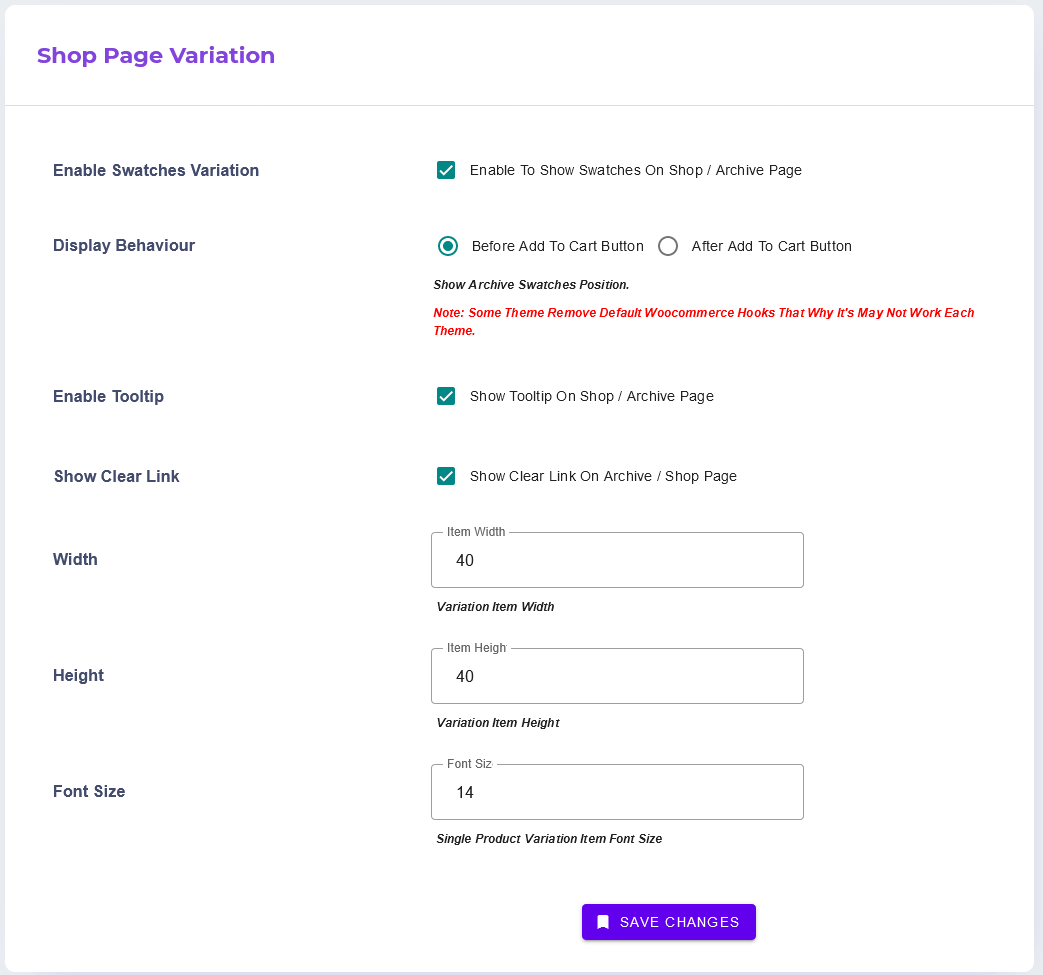 Shop Page Variation
Enable Swatches Variation
Enable To Show Swatches On Shop / Archive Page
Display Behaviour
Before Add To Cart Button
After Add To Cart Button
Show Archive Swatches Position.
Note: Some Theme Remove Default Woocommerce Hooks That Why It's May Not Work Each
Theme.
Enable Tooltip
Show Tooltip On Shop / Archive Page
Show Clear Link
Show Clear Link On Archive / Shop Page
Width
Item Width
40
Variation Item Width
Height
Item Heigh
40
Variation Item Height
Font Size
Font Siz
14
Single Product Variation Item Font Size
SAVE CHANGES